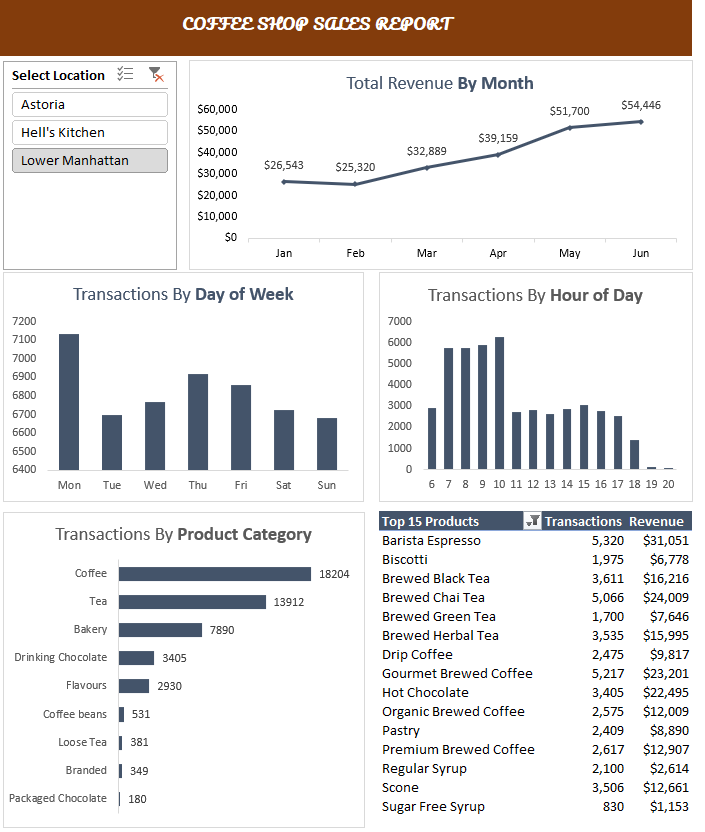 COFFEE SHOP SALES REPORT
Select Location
Astoria
Hell's Kitchen
Lower Manhattan
Total Revenue By Month
$60,000
$50,000
$40,000
$30,000
$20,000
$10,000
$0
$26,543
$25,320
$32,889
$39,159
$51,700
$54,446
Jan Feb Mar Apr May Jun
Transactions By Day of Week
7200
7100
7000
6900
6800
6700
6600
6500
6400
Mon Tue Wed Thu Fri Sat Sun
Transactions By Hour of Day
7000
6000
5000
4000
3000
2000
1000
0
6 7 8 9 10 11 12 13 14 15 16 17 18 19 20
Transactions By Product Category
Coffee 18204
Tea 13912
Bakery 7890
Drinking Chocolate 3405
Flavours 2930
Coffee beans 531
Loose Tea 381
Branded 349
Packaged Chocolate 180
Top 15 Products Transactions Revenue
Barista Espresso 5,320 $31,051
Biscotti 1,975 $6,778
Brewed Black Tea 3,611 $16,216
Brewed Chai Tea 5,066 $24,009
Brewed Green Tea 1,700 $7,646
Brewed Herbal Tea 3,535 $15,995
Drip Coffee 2,475 $9,817
Gourmet Brewed Coffee 5,217 $23,201
Hot Chocolate 3,405 $22,495
Organic Brewed Coffee 2,575 $12,009
Pastry 2,409 $8,890
Premium Brewed Coffee 2,617 $12,907
Regular Syrup 2,100 $2,614
Scone 3,506 $12,661
Sugar Free Syrup 830 $1,153